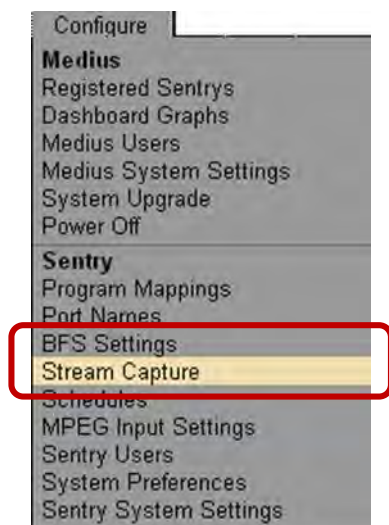 Configure
Medius
Registered Sentrys
Dashboard Graphs
Medius Users
Medius System Settings
System Upgrade
Power Off
Sentry
Program Mappings
Port Names
BFS Settings
Stream Capture
Schedules
MPEG Input Settings
Sentry Users
System Preferences
Sentry System Settings